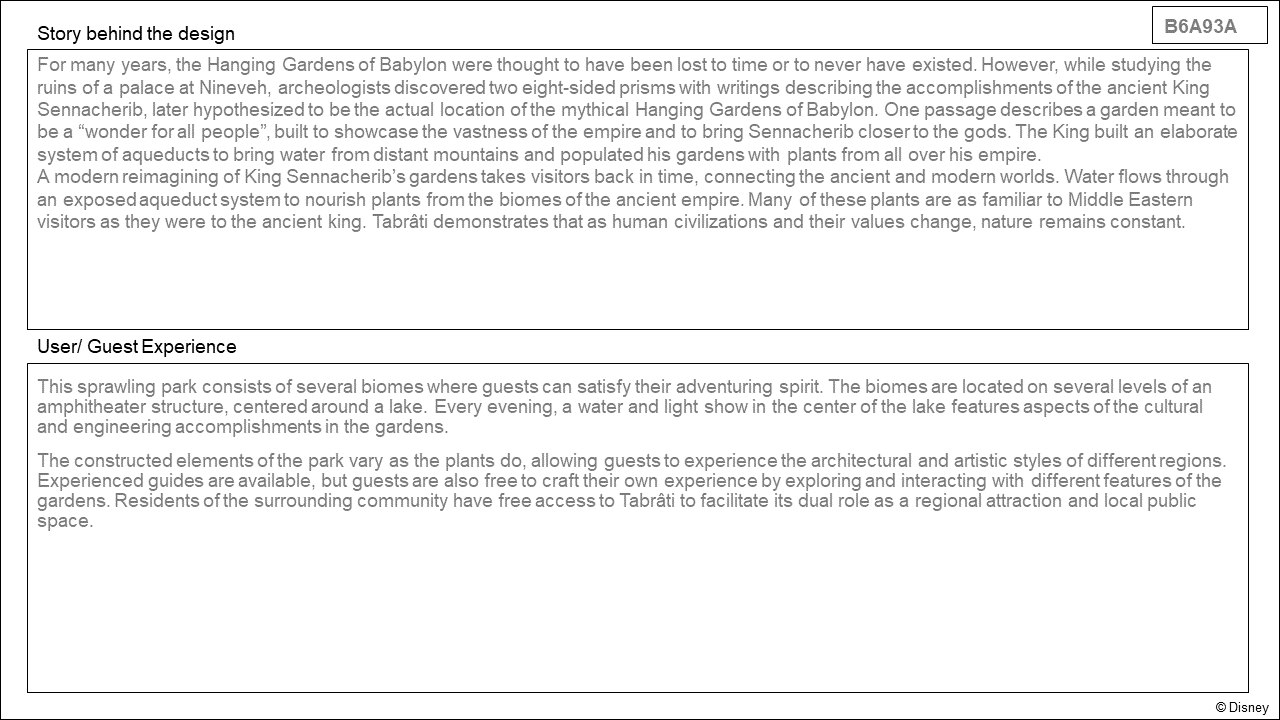 Story behind the design
B6A93A
For many years, the Hanging Gardens of Babylon were thought to have been lost to time or to never have existed. However, while studying the
ruins of a palace at Nineveh, archeologists discovered two eight-sided prisms with writings describing the accomplishments of the ancient King
Sennacherib, later hypothesized to be the actual location of the mythical Hanging Gardens of Babylon. One passage describes a garden meant to
be a “wonder for all people”, built to showcase the vastness of the empire and to bring Sennacherib closer to the gods. The King built an elaborate
system of aqueducts to bring water from distant mountains and populated his gardens with plants from all over his empire.
A modern reimagining of King Sennacherib’s gardens takes visitors back in time, connecting the ancient and modern worlds. Water flows through
an exposed aqueduct system to nourish plants from the biomes of the ancient empire. Many of these plants are as familiar to Middle Eastern
visitors as they were to the ancient king. Tabrâti demonstrates that as human civilizations and their values change, nature remains constant.
User/ Guest Experience
This sprawling park consists of several biomes where guests can satisfy their adventuring spirit. The biomes are located on several levels of an
amphitheater structure, centered around a lake. Every evening, a water and light show in the center of the lake features aspects of the cultural
and engineering accomplishments in the gardens.
The constructed elements of the park vary as the plants do, allowing guests to experience the architectural and artistic styles of different regions.
Experienced guides are available, but guests are also free to craft their own experience by exploring and interacting with different features of the
gardens. Residents of the surrounding community have free access to Tabrâti to facilitate its dual role as a regional attraction and local public
space.
© Disney